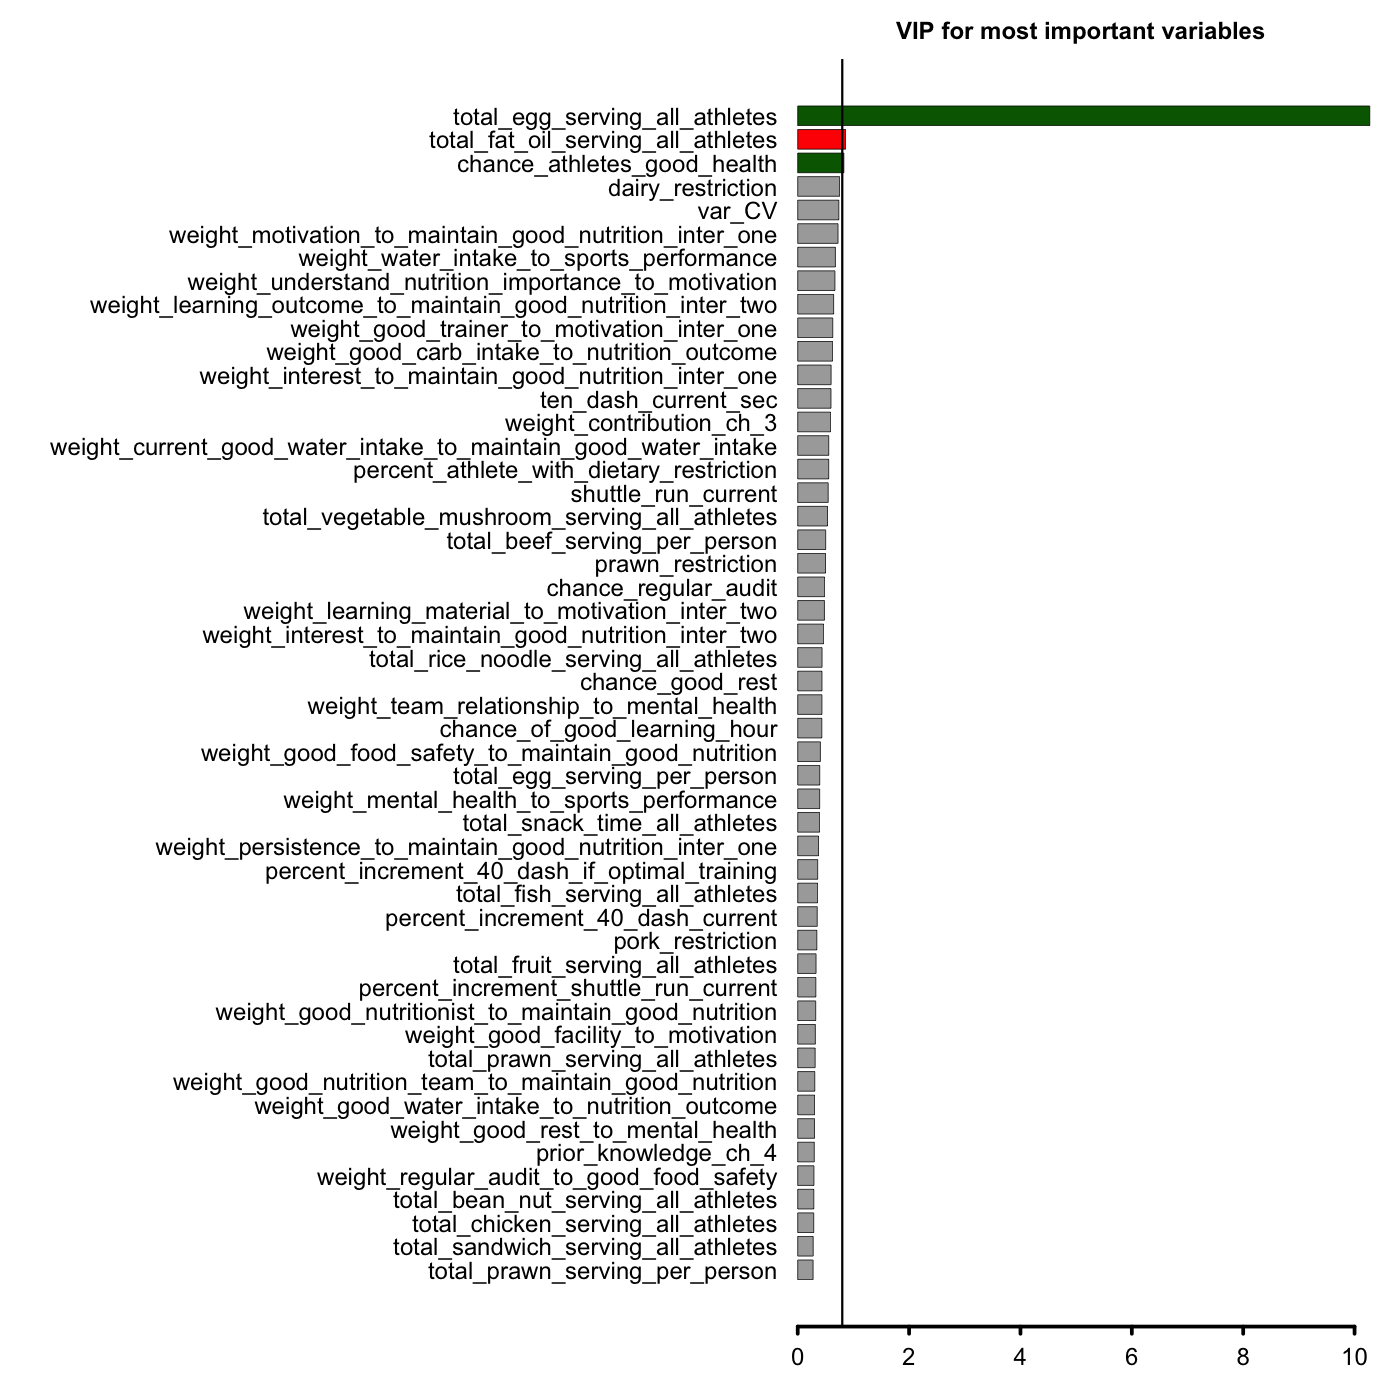 VIP for most important variables
total_egg_serving_all_athletes
total_fat_oil_serving_all_athletes
chance_athletes_good_health
dairy_restriction
var_CV
weight_motivation_to_maintain_good_nutrition_inter_one
weight_water_intake_to_sports_performance
weight_understand_nutrition_importance_to_motivation
weight_learning_outcome_to_maintain_good_nutrition_inter_two
weight_good_trainer_to_motivation_inter_one
weight_good_carb_intake_to_nutrition_outcome
weight_interest_to_maintain_good_nutrition_inter_one
ten_dash_current_sec
weight_contribution_ch_3
weight_current_good_water_intake_to_maintain_good_water_intake
percent_athlete_with_dietary_restriction
shuttle_run_current
total_vegetable_mushroom_serving_all_athletes
total_beef_serving_per_person
prawn_restriction
chance_regular_audit
weight_learning_material_to_motivation_inter_two
weight_interest_to_maintain_good_nutrition_inter_two
total_rice_noodle_serving_all_athletes
chance_good_rest
weight_team_relationship_to_mental_health
chance_of_good_learning_hour
weight_good_food_safety_to_maintain_good_nutrition
total_egg_serving_per_person
weight_mental_health_to_sports_performance
total_snack_time_all_athletes
weight_persistence_to_maintain_good_nutrition_inter_one
percent_increment_40_dash_if_optimal_training
total_fish_serving_all_athletes
percent_increment_40_dash_current
pork_restriction
total_fruit_serving_all_athletes
percent_increment_shuttle_run_current
weight_good_nutritionist_to_maintain_good_nutrition
weight_good_facility_to_motivation
total_prawn_serving_all_athletes
weight_good_nutrition_team_to_maintain_good_nutrition
weight_good_water_intake_to_nutrition_outcome
weight_good_rest_to_mental_health
prior_knowledge_ch_4
weight_regular_audit_to_good_food_safety
total_bean_nut_serving_all_athletes
total_chicken_serving_all_athletes
total_sandwich_serving_all_athletes
total_prawn_serving_per_person
0 2 4 6 8 10